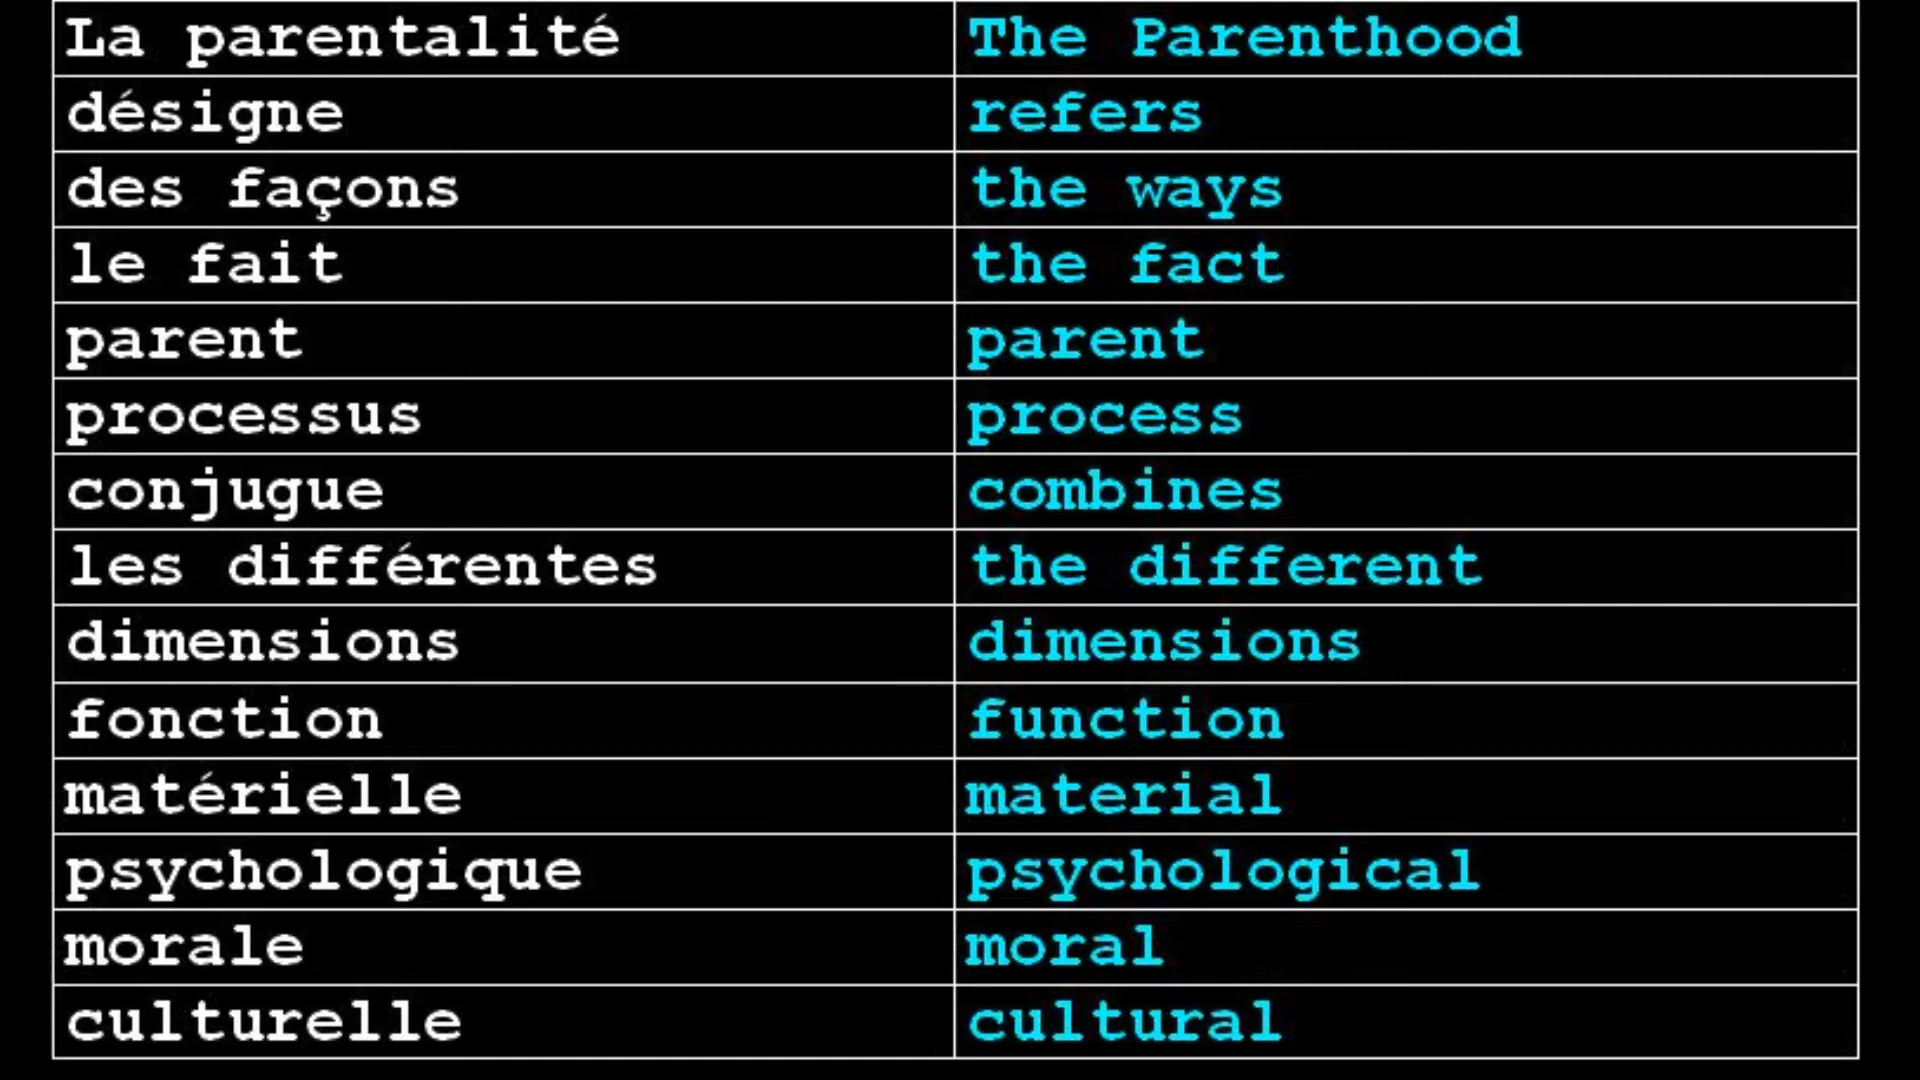 La parentalité The Parenthood
désigne refers
des façons the ways
le fait the fact
parent parent
processus process
conjugue combines
les différentes the different
dimensions dimensions
fonction function
matérielle material
psychologique psychological
morale moral
culturelle cultural